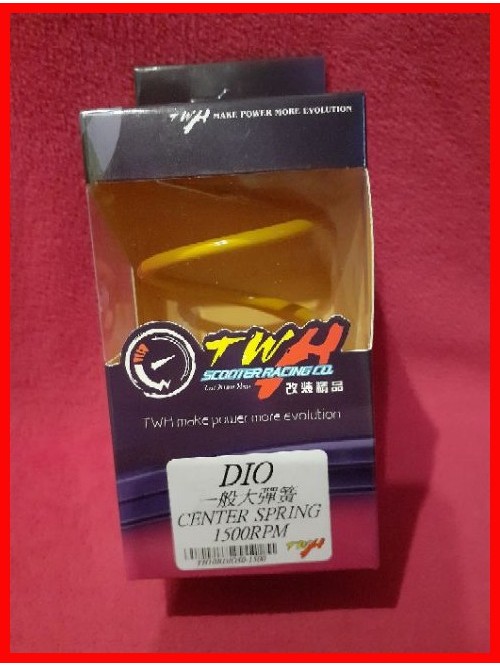 TWH MAKE POWER MORE EVOLUTION
TWH
SCOOTER RACING CO.
改裝精品
TWH make power more evolution
DIO
一般大彈簧
CENTER SPRING
1500RPM
TWH